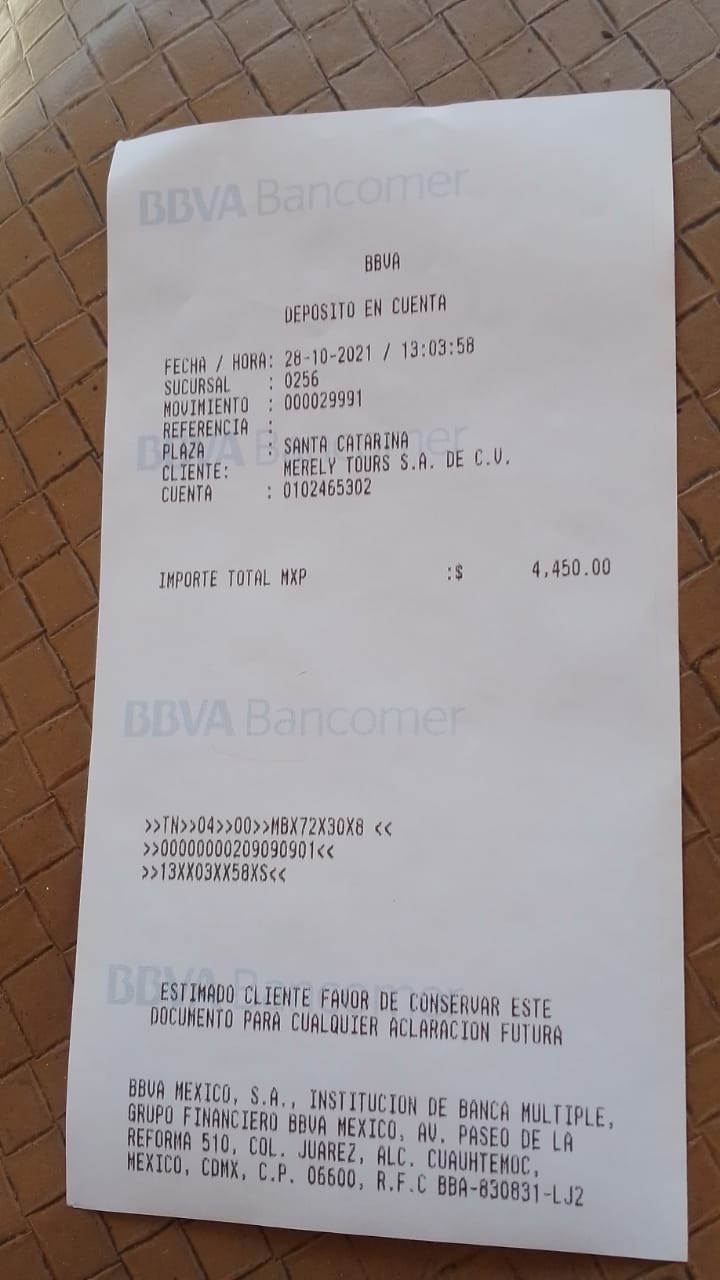 BBVA Bancomer
BBVA
DEPOSITO EN CUENTA
FECHA / HORA: 28-10-2021 / 13:03:58
SUCURSAL : 0256
MOVIMIENTO : 000029991
REFERENCIA :
BBVA Bancomer
PLAZA : SANTA CATARINA
CLIENTE: MERELY TOURS S.A. DE C.V.
CUENTA : 0102465302
IMPORTE TOTAL MXP :$ 4,450.00
BBVA Bancomer
>>TN>>04>>00>>MBX72X30X8 <<
>>00000000209090901<<
>>13XX03XX58XS<<
BBVA Bancomer
ESTIMADO CLIENTE FAVOR DE CONSERVAR ESTE
DOCUMENTO PARA CUALQUIER ACLARACION FUTURA
BBVA MEXICO, S.A., INSTITUCION DE BANCA MULTIPLE,
GRUPO FINANCIERO BBVA MEXICO, AV. PASEO DE LA
REFORMA 510, COL. JUAREZ, ALC. CUAUHTEMOC,
MEXICO, CDMX, C.P. 06600, R.F.C BBA-830831-LJ2